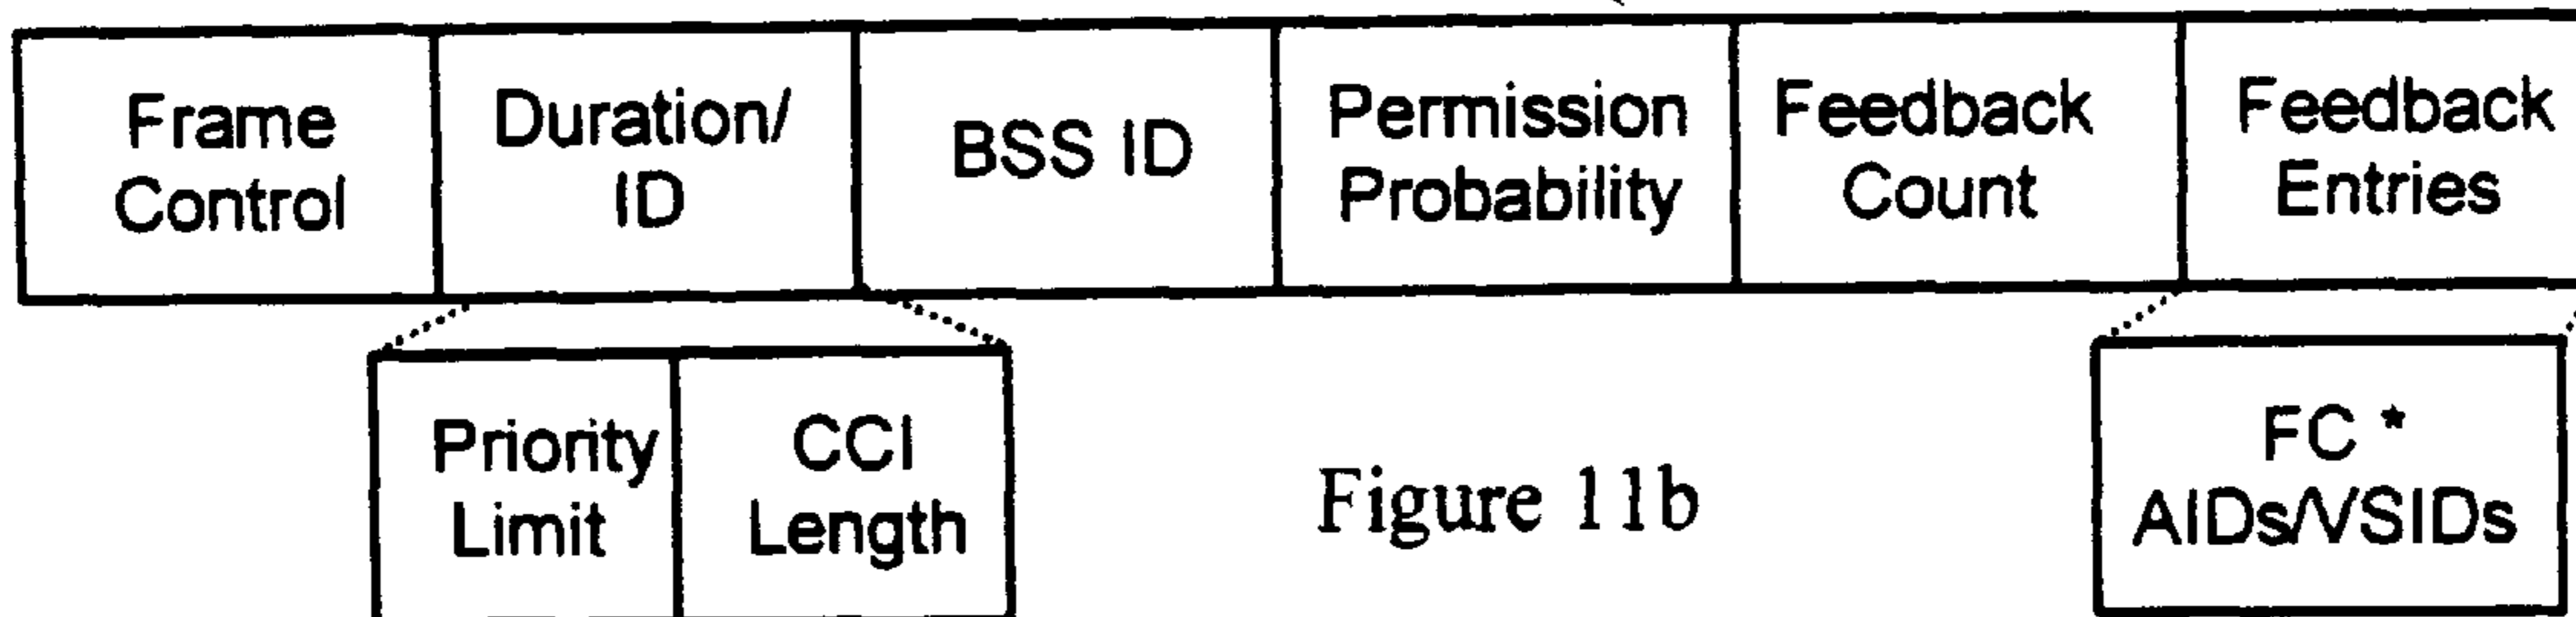 Frame
Control
Duration/
ID
BSS ID
Permission
Probability
Feedback
Count
Feedback
Entries
Priority
Limit
CCI
Length
Figure 11b
FC *
AIDs/VSIDs